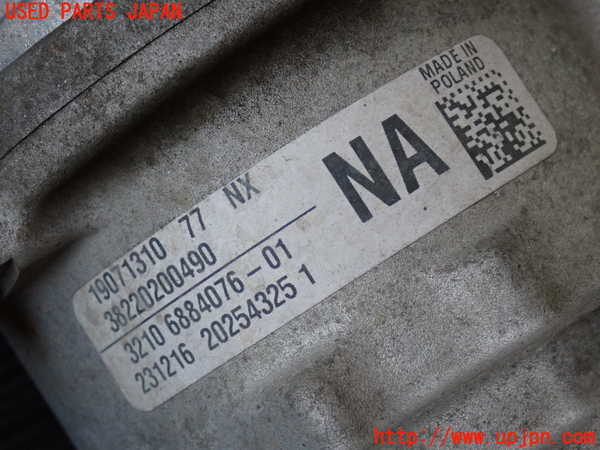 USED PARTS JAPAN
MADE IN
POLAND
NA
19071310 77 NX
38220200490
3210 6884076-01
231216 20254325 1
http://www.upjpn.com/